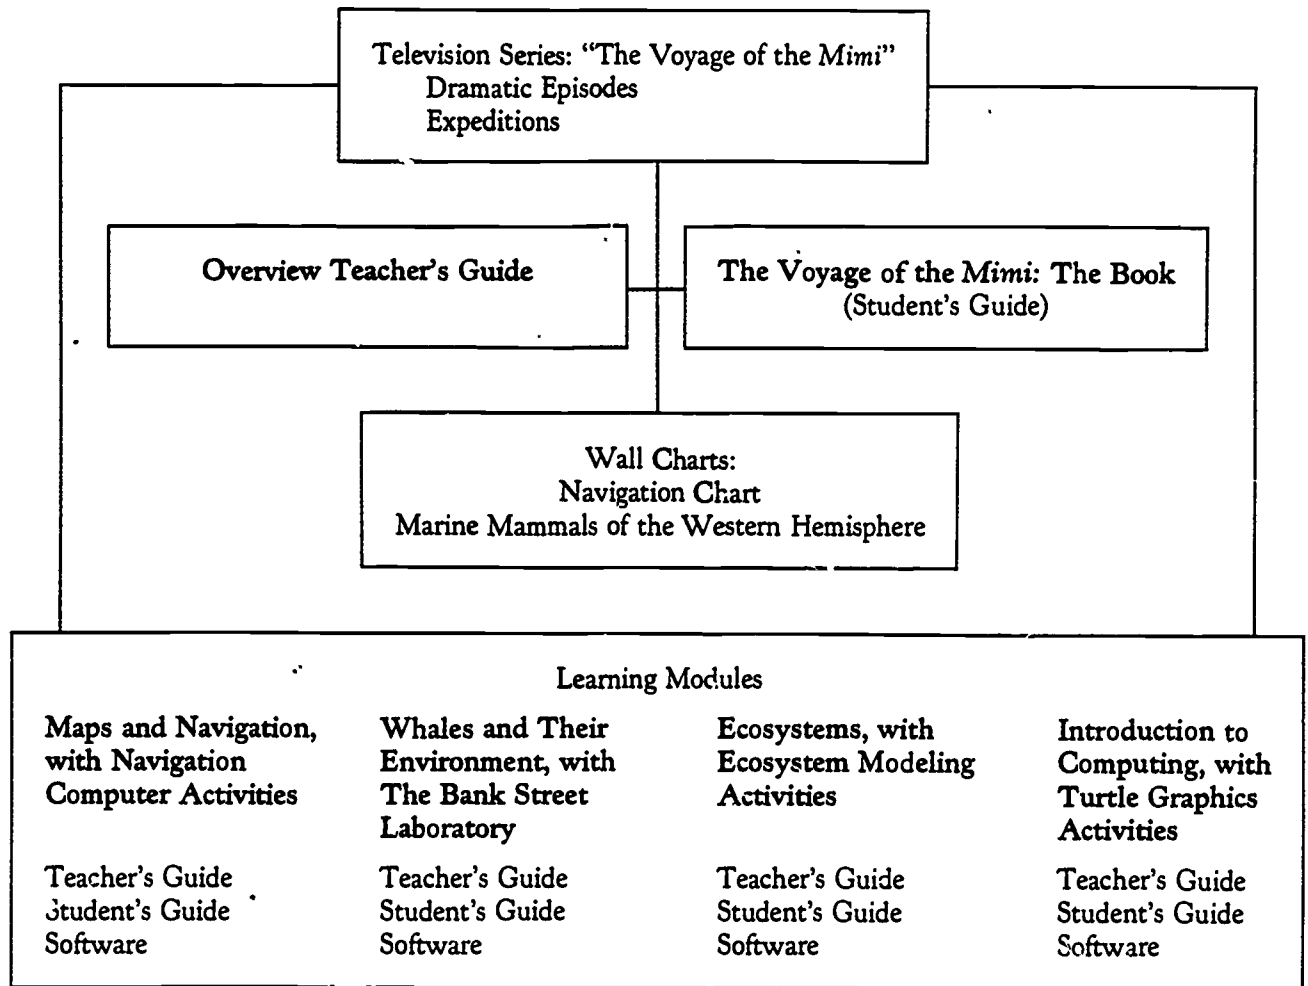 Television Series: “The Voyage of the Mimi”
Dramatic Episodes
Expeditions
Overview Teacher's Guide
The Voyage of the Mimi: The Book
(Student's Guide)
Wall Charts:
Navigation Chart
Marine Mammals of the Western Hemisphere
Learning Modules
Maps and Navigation,
with Navigation
Computer Activities
Teacher's Guide
Student's Guide
Software
Whales and Their
Environment, with
The Bank Street
Laboratory
Teacher's Guide
Student's Guide
Software
Ecosystems, with
Ecosystem Modeling
Activities
Teacher's Guide
Student's Guide
Software
Introduction to
Computing, with
Turtle Graphics
Activities
Teacher's Guide
Student's Guide
Software